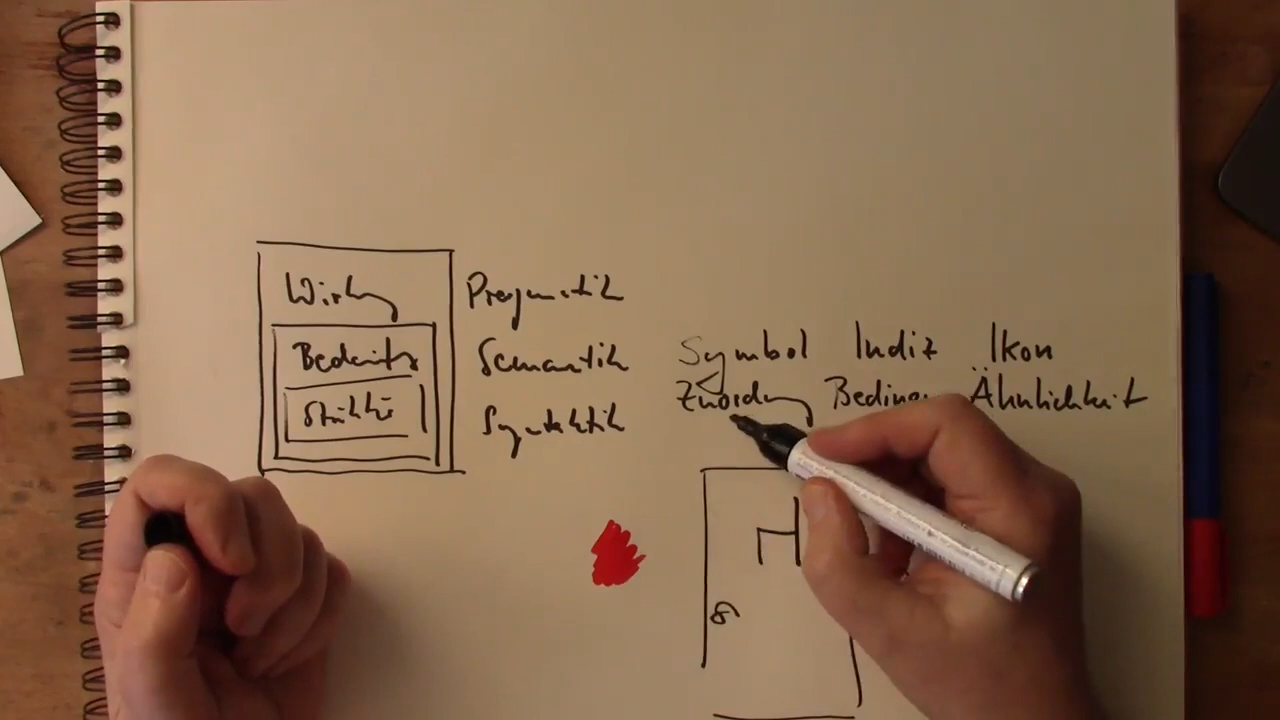 Wirkung Pragmatik
Bedeutung Semantik Symbol Indiz Ikon
Struktur Syntaktik Zuordnung Ähnlichkeit